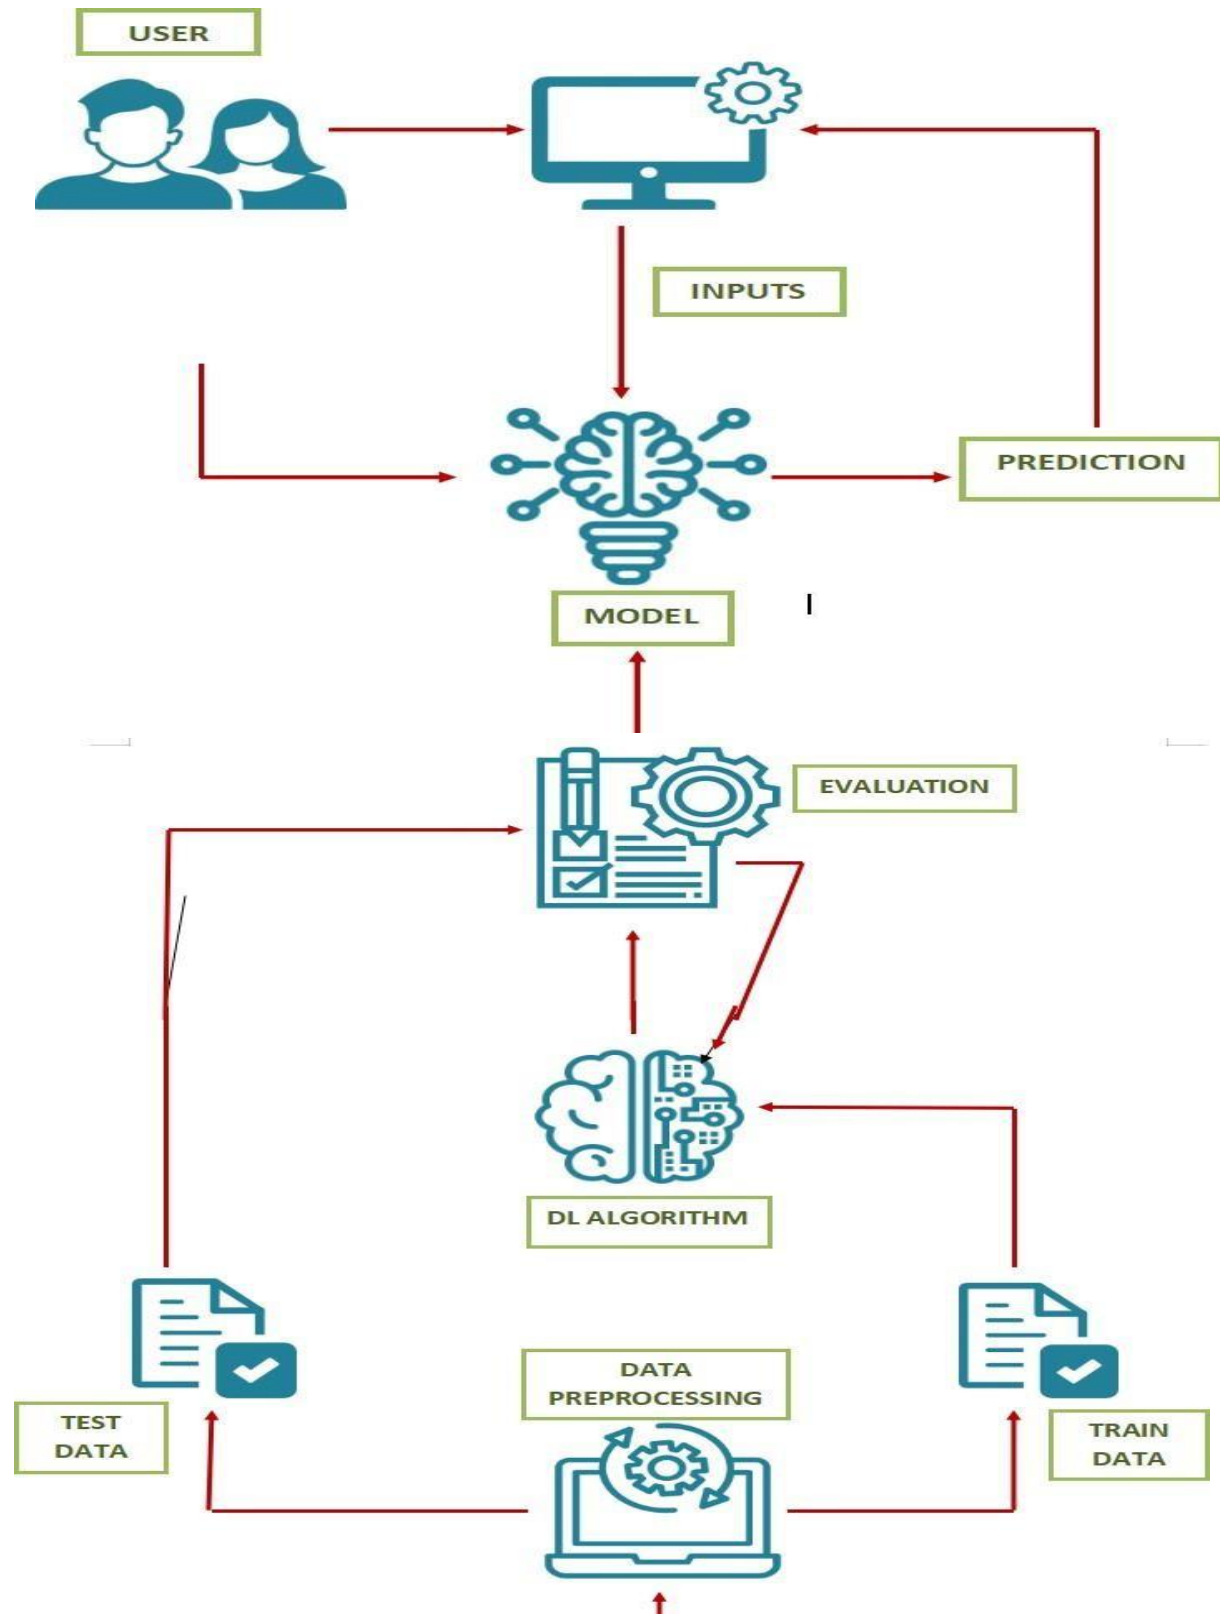 USER
INPUTS
PREDICTION
MODEL
EVALUATION
DL ALGORITHM
DATA
PREPROCESSING
TEST
DATA
TRAIN
DATA